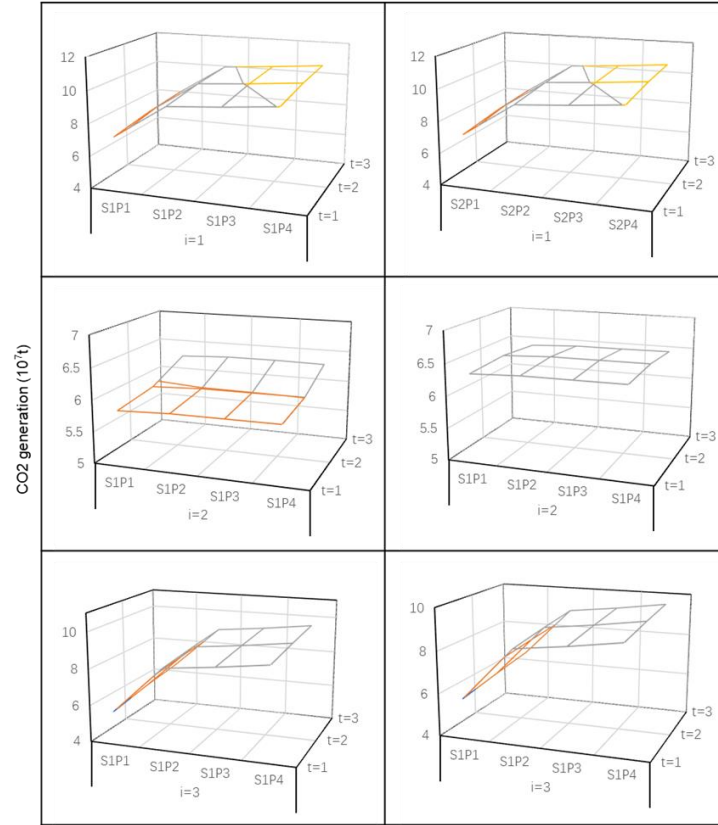 CO2 generation (10⁷t)
12
10
8
6
4
S1P1 S1P2 S1P3 S1P4
t=1
t=2
t=3
i=1
12
10
8
6
4
S2P1 S2P2 S2P3 S2P4
t=1
t=2
t=3
i=1
7
6.5
6
5.5
5
S1P1 S1P2 S1P3 S1P4
t=1
t=2
t=3
i=2
7
6.5
6
5.5
5
S1P1 S1P2 S1P3 S1P4
t=1
t=2
t=3
i=2
10
8
6
4
S1P1 S1P2 S1P3 S1P4
t=1
t=2
t=3
i=3
10
8
6
4
S1P1 S1P2 S1P3 S1P4
t=1
t=2
t=3
i=3